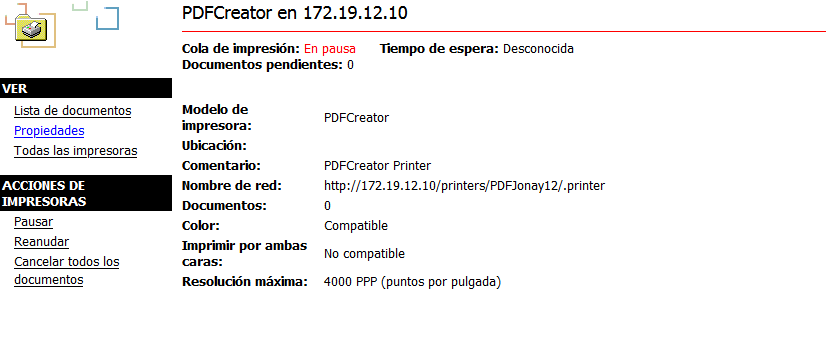 PDFCreator en 172.19.12.10
Cola de impresión: En pausa Tiempo de espera: Desconocida
Documentos pendientes: 0
VER
Lista de documentos
Propiedades
Todas las impresoras
ACCIONES DE
IMPRESORAS
Pausar
Reanudar
Cancelar todos los
documentos
Modelo de
impresora: PDFCreator
Ubicación:
Comentario: PDFCreator Printer
Nombre de red: http://172.19.12.10/printers/PDFJonay12/.printer
Documentos: 0
Color: Compatible
Imprimir por ambas
caras: No compatible
Resolución máxima: 4000 PPP (puntos por pulgada)